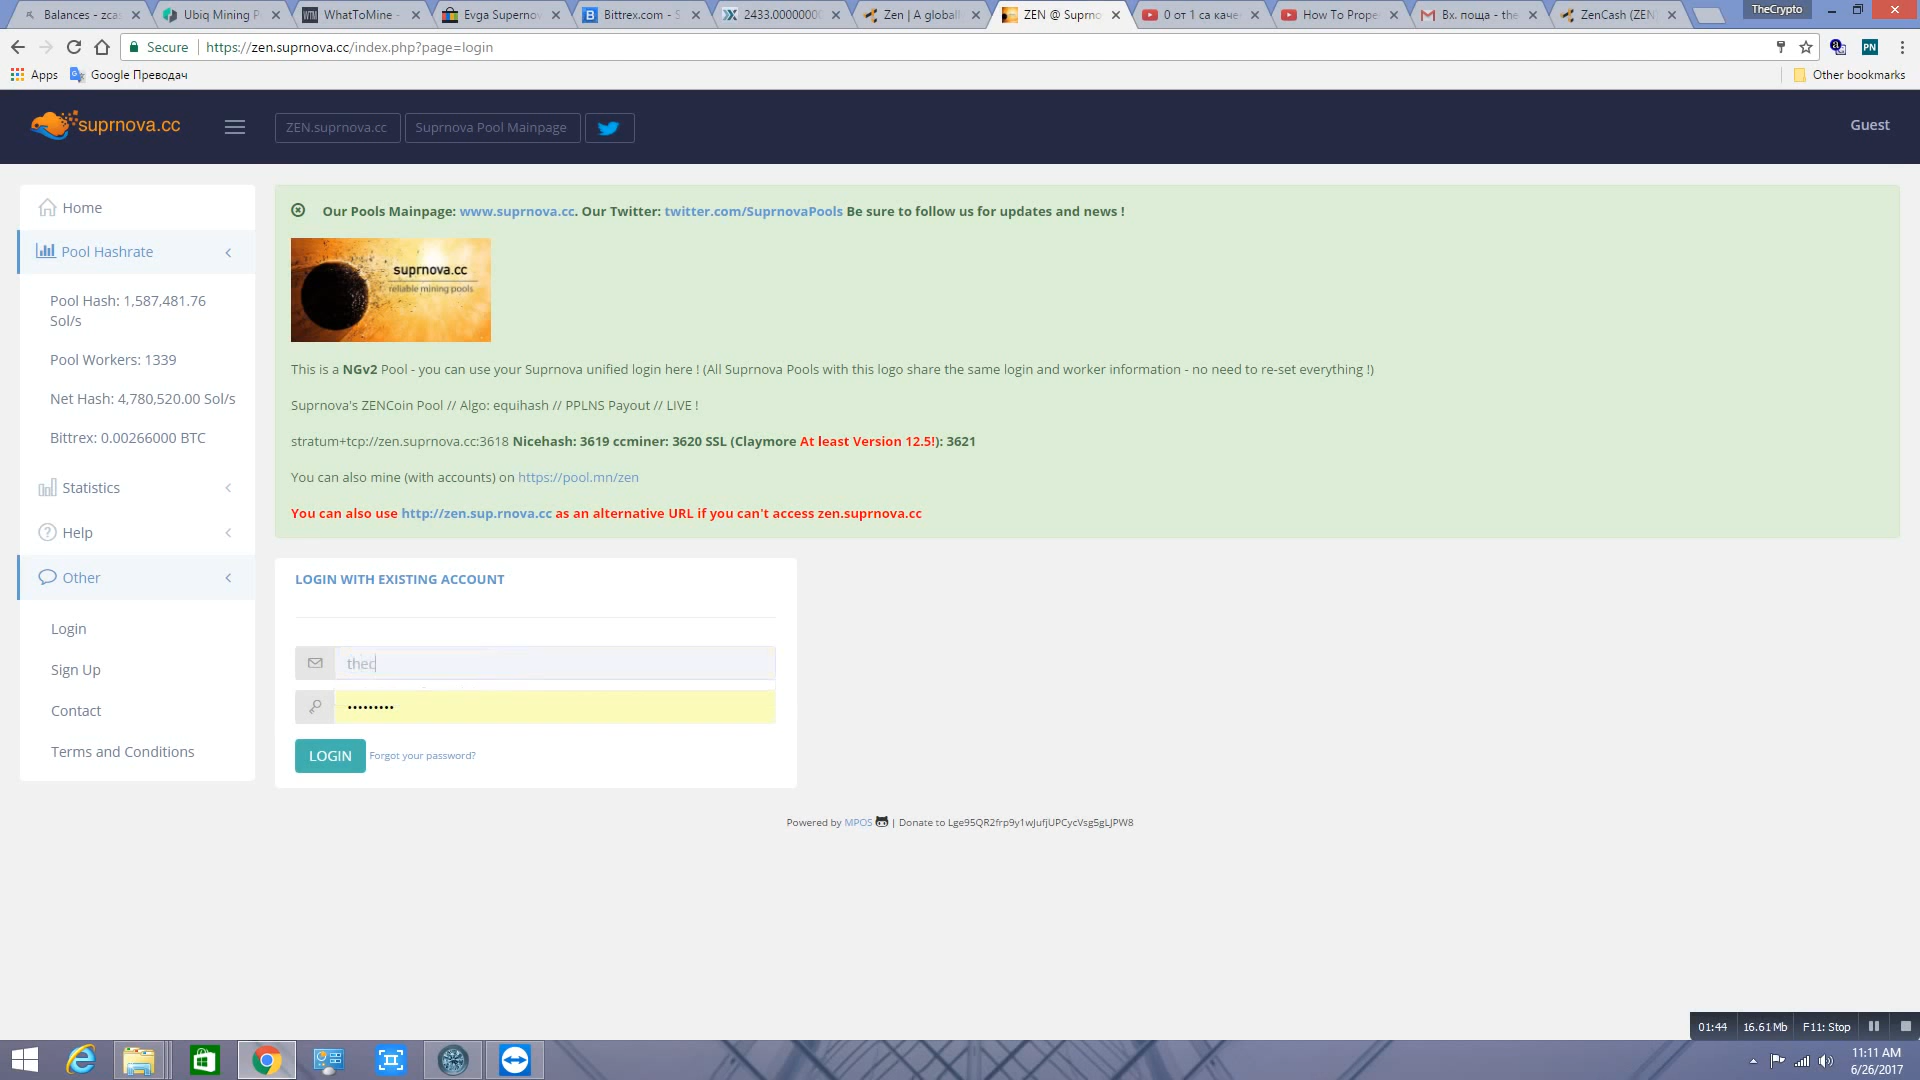 Balances - zcas
Ubiq Mining P
WhatToMine -
Evga Supernov
Bittrex.com - S
2433.0000000
Zen | A globall
ZEN @ Suprno
0 от 1 са каче
How To Prope
Вх. поща - the
ZenCash (ZEN)
TheCrypto
Secure
https://zen.suprnova.cc/index.php?page=login
Apps
Google Преводач
Other bookmarks
suprnova.cc
ZEN.suprnova.cc
Suprnova Pool Mainpage
Guest
Home
Pool Hashrate
Pool Hash: 1,587,481.76
Sol/s
Pool Workers: 1339
Net Hash: 4,780,520.00 Sol/s
Bittrex: 0.00266000 BTC
Statistics
Help
Other
Login
Sign Up
Contact
Terms and Conditions
Our Pools Mainpage: www.suprnova.cc. Our Twitter: twitter.com/SuprnovaPools Be sure to follow us for updates and news !
suprnova.cc
reliable mining pools
This is a NGv2 Pool - you can use your Suprnova unified login here ! (All Suprnova Pools with this logo share the same login and worker information - no need to re-set everything !)
Suprnova's ZENCoin Pool // Algo: equihash // PPLNS Payout // LIVE !
stratum+tcp://zen.suprnova.cc:3618 Nicehash: 3619 ccminer: 3620 SSL (Claymore At least Version 12.5!): 3621
You can also mine (with accounts) on https://pool.mn/zen
You can also use http://zen.sup.rnova.cc as an alternative URL if you can't access zen.suprnova.cc
LOGIN WITH EXISTING ACCOUNT
thec
•••••••••
LOGIN
Forgot your password?
Powered by MPOS | Donate to Lge95QR2frp9y1wJufjUPCycVsg5gLJPW8
01:44
16.61Mb
F11: Stop
11:11 AM
6/26/2017